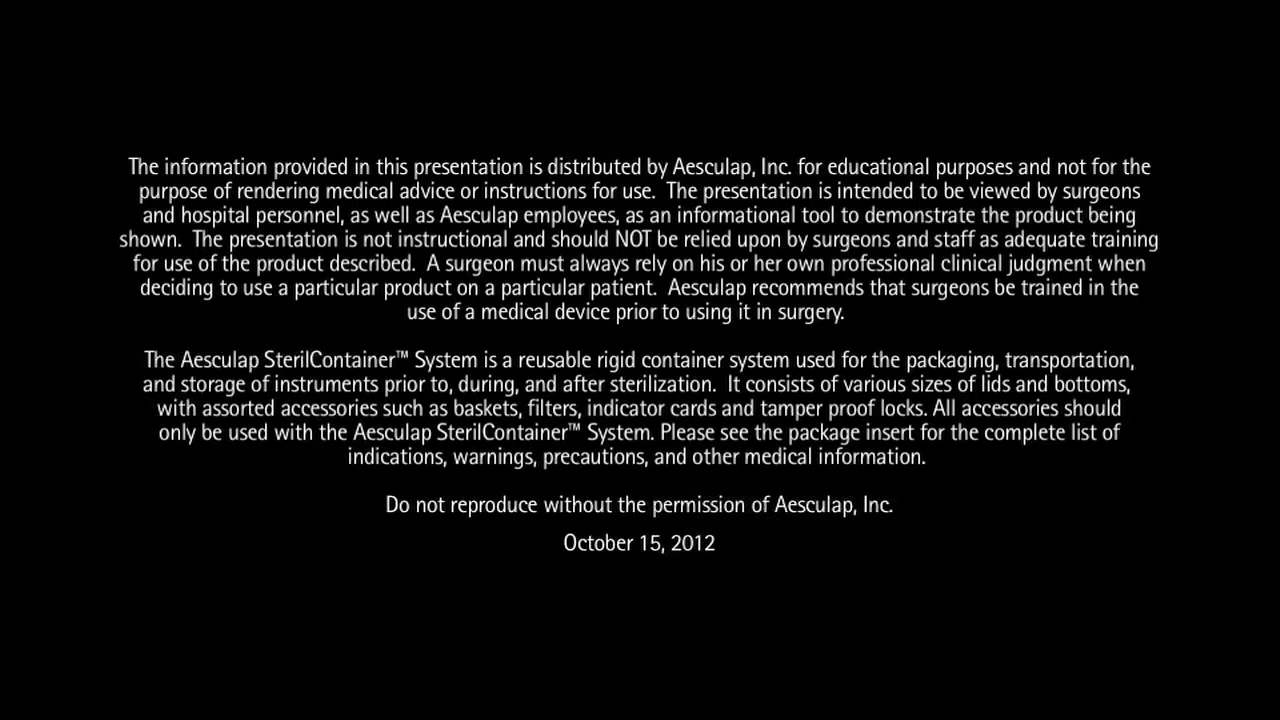 The information provided in this presentation is distributed by Aesculap, Inc. for educational purposes and not for the
purpose of rendering medical advice or instructions for use.  The presentation is intended to be viewed by surgeons
and hospital personnel, as well as Aesculap employees, as an informational tool to demonstrate the product being
shown.  The presentation is not instructional and should NOT be relied upon by surgeons and staff as adequate training
for use of the product described.  A surgeon must always rely on his or her own professional clinical judgment when
deciding to use a particular product on a particular patient.  Aesculap recommends that surgeons be trained in the
use of a medical device prior to using it in surgery.
The Aesculap SterilContainer™ System is a reusable rigid container system used for the packaging, transportation,
and storage of instruments prior to, during, and after sterilization.  It consists of various sizes of lids and bottoms,
with assorted accessories such as baskets, filters, indicator cards and tamper proof locks. All accessories should
only be used with the Aesculap SterilContainer™ System. Please see the package insert for the complete list of
indications, warnings, precautions, and other medical information.
Do not reproduce without the permission of Aesculap, Inc.
October 15, 2012